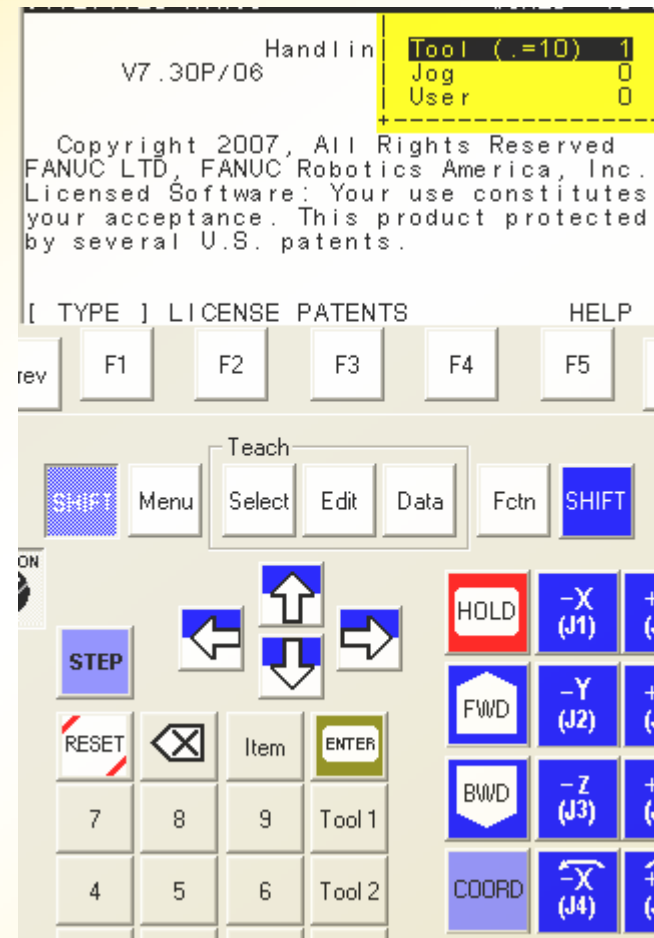 Handlin
Tool (.=10) 1
V7.30P/06
Jog 0
User 0
Copyright 2007, All Rights Reserved
FANUC LTD, FANUC Robotics America, Inc.
Licensed Software: Your use constitutes
your acceptance. This product protected
by several U.S. patents.
[ TYPE ] LICENSE PATENTS HELP
rev F1 F2 F3 F4 F5
Teach
SHIFT Menu Select Edit Data Fctn SHIFT
ON
HOLD -X (J1)
STEP
FWD -Y (J2)
RESET Item ENTER
BWD -Z (J3)
7 8 9 Tool 1
4 5 6 Tool 2
COORD -X (J4)